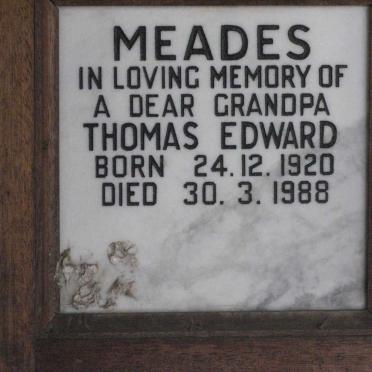 MEADES
IN LOVING MEMORY OF
A DEAR GRANDPA
THOMAS EDWARD
BORN 24.12.1920
DIED 30. 3. 1988